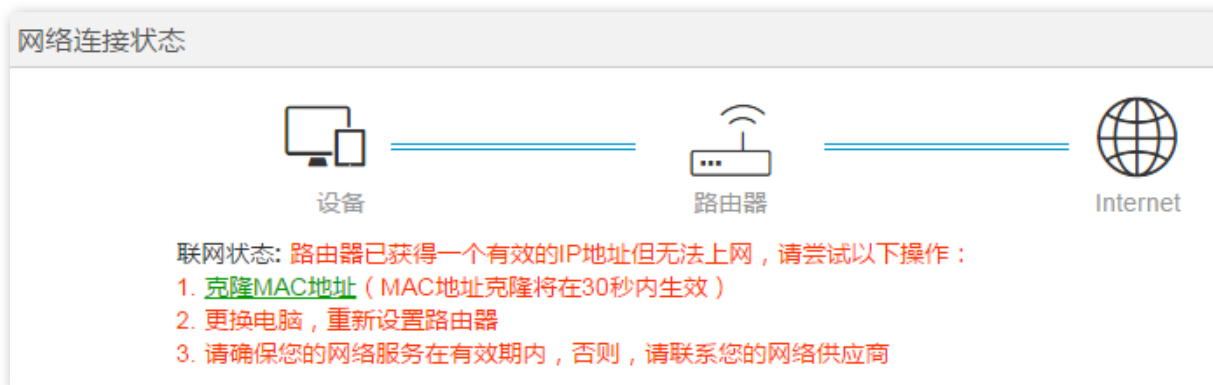 网络连接状态
设备
路由器
Internet
联网状态: 路由器已获得一个有效的IP地址但无法上网，请尝试以下操作：
1. 克隆MAC地址（MAC地址克隆将在30秒内生效）
2. 更换电脑，重新设置路由器
3. 请确保您的网络服务在有效期内，否则，请联系您的网络供应商